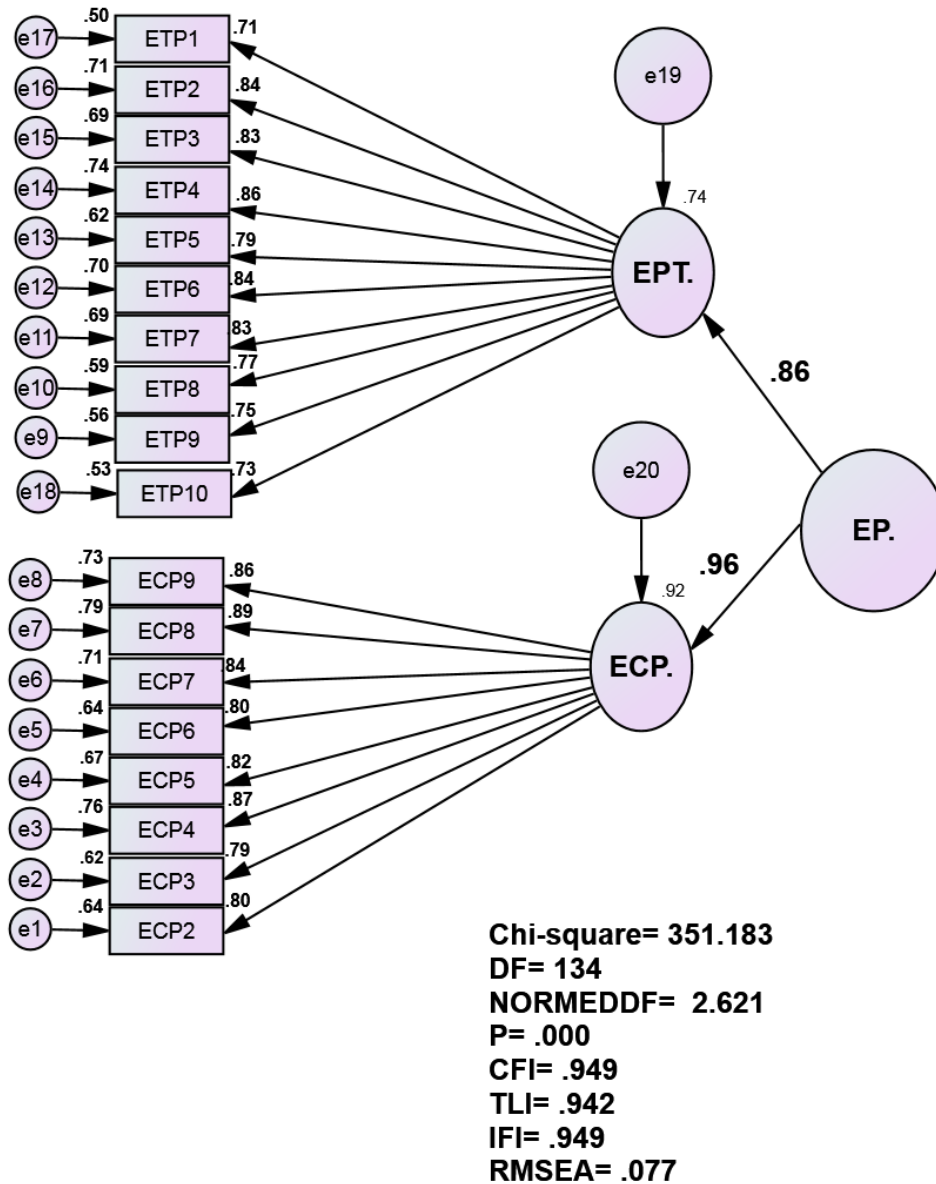 .50
e17 ETP1 .71
.71
e16 ETP2 .84
.69
e15 ETP3 .83
.74
e14 ETP4 .86
.62
e13 ETP5 .79
.70
e12 ETP6 .84
.69
e11 ETP7 .83
.59
e10 ETP8 .77
.56
e9 ETP9 .75
.53
e18 ETP10 .73
e19
.74
EPT.
.86
e20
EP.
.96
.92
ECP.
.73
e8 ECP9 .86
.79
e7 ECP8 .89
.71
e6 ECP7 .84
.64
e5 ECP6 .80
.67
e4 ECP5 .82
.76
e3 ECP4 .87
.62
e2 ECP3 .79
.64
e1 ECP2 .80
Chi-square= 351.183
DF= 134
NORMEDDF= 2.621
P= .000
CFI= .949
TLI= .942
IFI= .949
RMSEA= .077